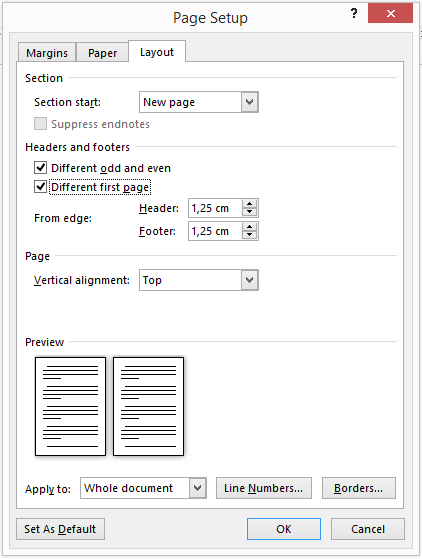 Page Setup
?
Margins Paper Layout
Section
Section start: New page
Suppress endnotes
Headers and footers
Different odd and even
Different first page
From edge:
Header: 1,25 cm
Footer: 1,25 cm
Page
Vertical alignment: Top
Preview
Apply to: Whole document Line Numbers... Borders...
Set As Default OK Cancel